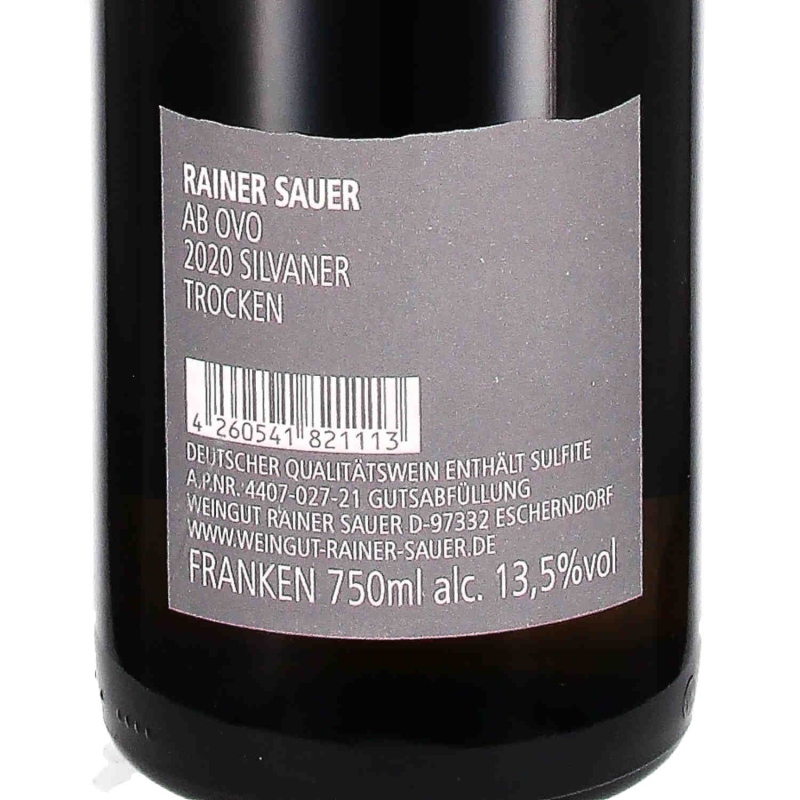 RAINER SAUER
AB OVO
2020 SILVANER
TROCKEN
4 260541 821113
DEUTSCHER QUALITÄTSWEIN ENTHÄLT SULFITE
A.P.NR. 4407-027-21 GUTSABFÜLLUNG
WEINGUT RAINER SAUER D-97332 ESCHERNDORF
WWW.WEINGUT-RAINER-SAUER.DE
FRANKEN 750ml alc. 13,5%vol